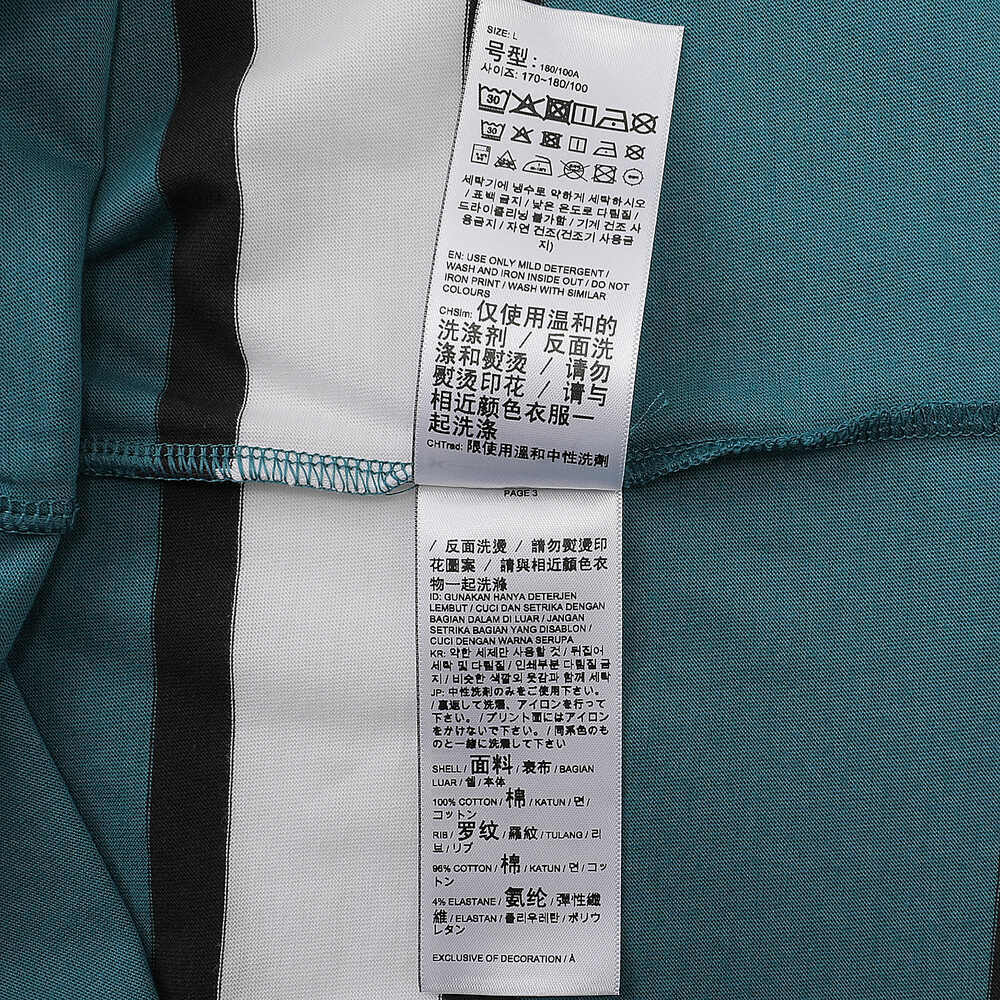 SIZE: L
号型: 180/100A
사이즈: 170~180/100
30
30
세탁기에 냉수로 약하게 세탁하시오
/ 표백 금지 / 낮은 온도로 다림질 /
드라이클리닝 불가함 / 기계 건조 사
용금지 / 자연 건조(건조기 사용금
지)
EN: USE ONLY MILD DETERGENT /
WASH AND IRON INSIDE OUT / DO NOT
IRON PRINT / WASH WITH SIMILAR
COLOURS
CHSim: 仅使用温和的
洗涤剂 / 反面洗
涤和熨烫 / 请勿
熨烫印花 / 请与
相近颜色衣服一
起洗涤
CHTrad: 限使用溫和中性洗劑
PAGE 3
/ 反面洗燙 / 請勿熨燙印
花圖案 / 請與相近顏色衣
物一起洗滌
ID: GUNAKAN HANYA DETERJEN
LEMBUT / CUCI DAN SETRIKA DENGAN
BAGIAN DALAM DI LUAR / JANGAN
SETRIKA BAGIAN YANG DISABLON /
CUCI DENGAN WARNA SERUPA
KR: 약한 세제만 사용할 것 / 뒤집어
세탁 및 다림질 / 인쇄부분 다림질 금
지 / 비슷한 색깔의 옷감과 함께 세탁
JP: 中性洗剤のみをご使用下さい。
/ 裏返して洗濯、アイロンを行って
下さい。 / プリント面にはアイロン
をかけないで下さい。 / 同系色のも
のと一緒に洗濯して下さい
SHELL / 面料 / 表布 / BAGIAN
LUAR / 쉘 / 本体
100% COTTON / 棉 / KATUN / 면 /
コットン
RIB / 罗纹 / 羅紋 / TULANG / 리
브 / リブ
96% COTTON / 棉 / KATUN / 면 / コッ
トン
4% ELASTANE / 氨纶 / 彈性纖
維 / ELASTAN / 폴리우레탄 / ポリウ
レタン
EXCLUSIVE OF DECORATION / À